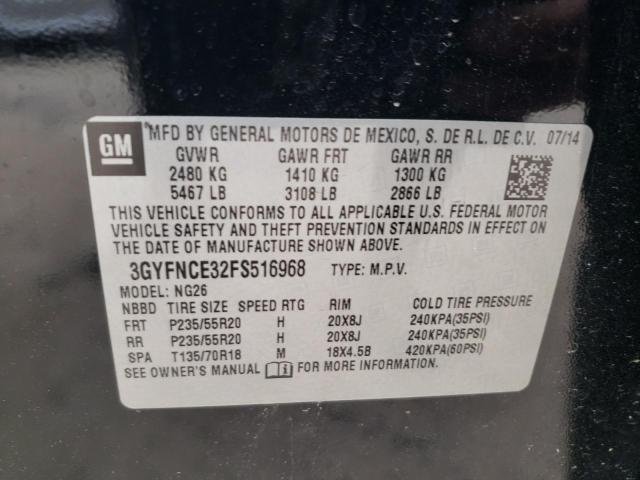 GM
MFD BY GENERAL MOTORS DE MEXICO, S. DE R.L. DE C.V. 07/14
GVWR GAWR FRT GAWR RR
2480 KG 1410 KG 1300 KG
5467 LB 3108 LB 2866 LB
THIS VEHICLE CONFORMS TO ALL APPLICABLE U.S. FEDERAL MOTOR
VEHICLE SAFETY AND THEFT PREVENTION STANDARDS IN EFFECT ON
THE DATE OF MANUFACTURE SHOWN ABOVE.
3GYFNCE32FS516968 TYPE: M.P.V.
MODEL: NG26
NBBD TIRE SIZE SPEED RTG RIM COLD TIRE PRESSURE
FRT P235/55R20 H 20X8J 240KPA(35PSI)
RR P235/55R20 H 20X8J 240KPA(35PSI)
SPA T135/70R18 M 18X4.5B 420KPA(60PSI)
SEE OWNER'S MANUAL FOR MORE INFORMATION.